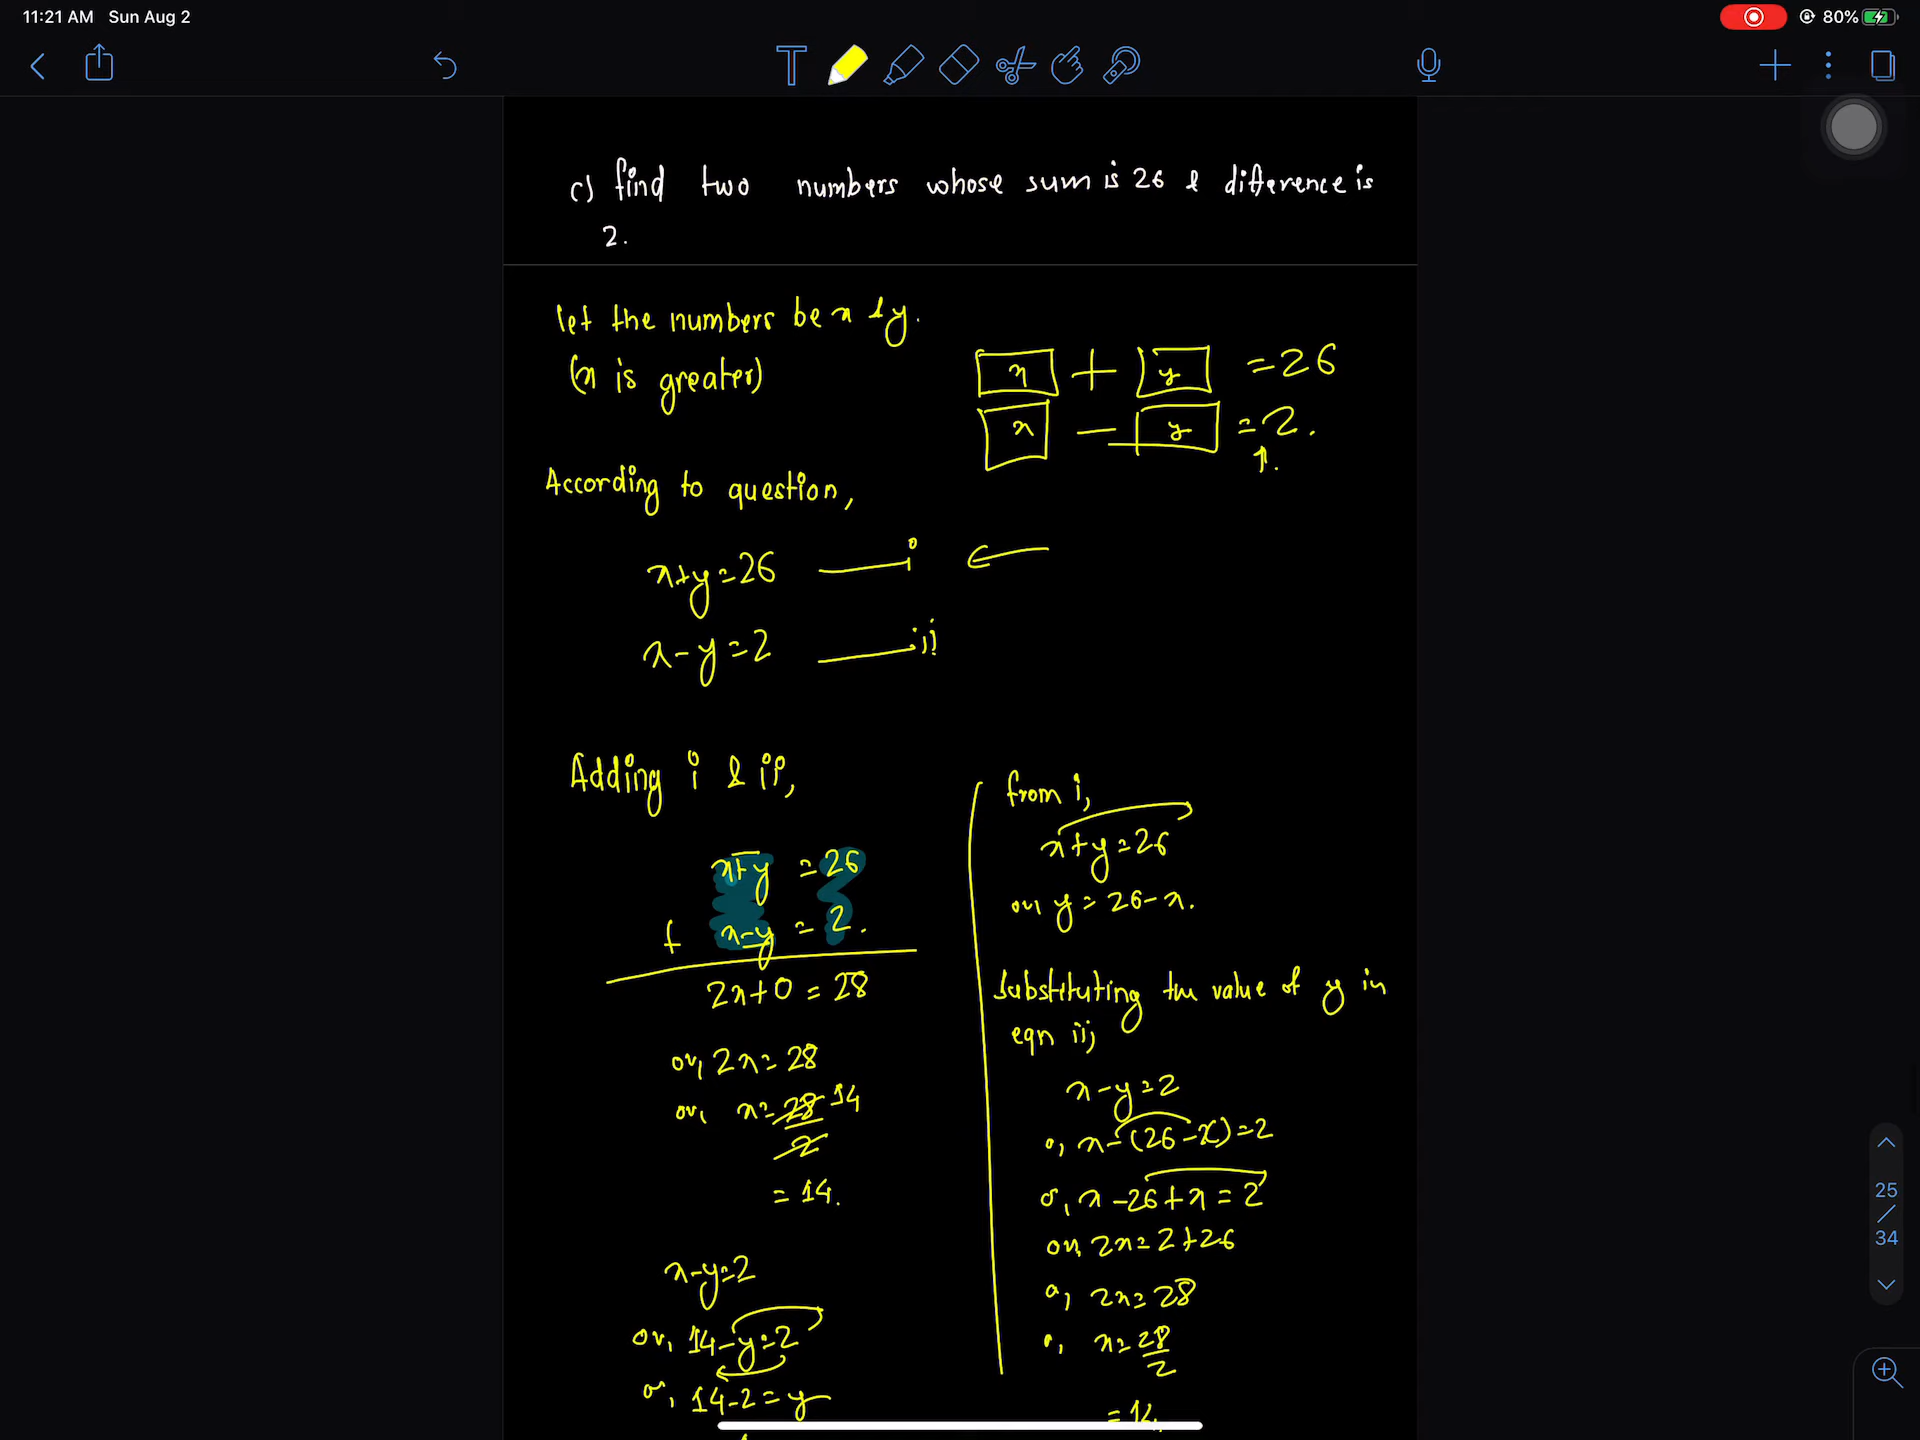 11:21 AM Sun Aug 2
80%
c) find two numbers whose sum is 26 & difference is
2.
let the numbers be x & y.
(x is greater)
x + y = 26
x - y = 2.
According to question,
x+y=26 — i
x-y=2 — ii
Adding i & ii,
x+y = 26
+ x-y = 2.
2x+0 = 28
or, 2x = 28
or, x = 28 14
2
= 14.
x-y=2
or, 14-y=2
or, 14-2=y
from i,
x+y=26
or, y = 26-x.
Substituting the value of y in
eqn ii,
x-y=2
o, x-(26-x)=2
o, x-26+x=2
or, 2x=2+26
o, 2x=28
o, x=28
2
= 14
25
/
34